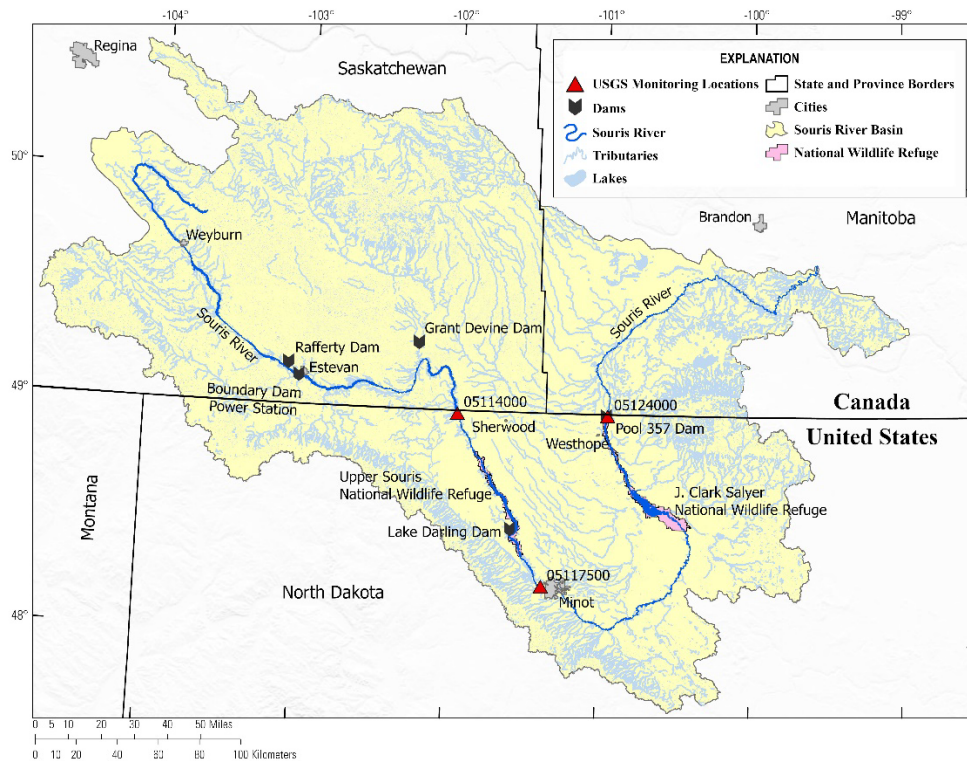 -104°
-103°
-102°
-101°
-100°
-99°
Regina
Saskatchewan
EXPLANATION
USGS Monitoring Locations
Dams
Souris River
Tributaries
Lakes
State and Province Borders
Cities
Souris River Basin
National Wildlife Refuge
50°
Brandon
Manitoba
Weyburn
Souris River
Souris River
Grant Devine Dam
Rafferty Dam
Estevan
49°
Boundary Dam
Power Station
05114000
Sherwood
05124000
Pool 357 Dam
Westhope
Canada
United States
Montana
Upper Souris
National Wildlife Refuge
J. Clark Salyer
National Wildlife Refuge
Lake Darling Dam
05117500
Minot
North Dakota
48°
0 5 10 20 30 40 50 Miles
0 10 20 40 60 80 100 Kilometers